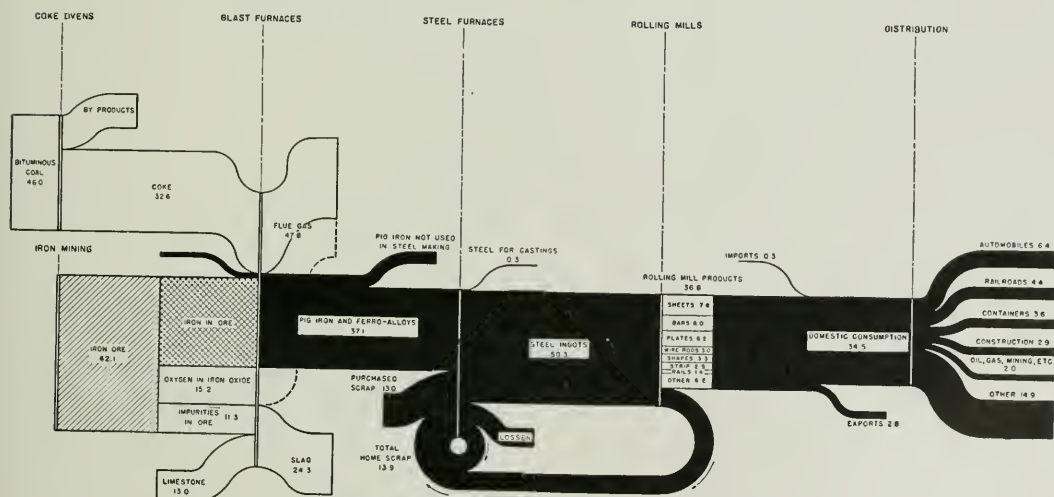 COKE OVENS
BLAST FURNACES
STEEL FURNACES
ROLLING MILLS
DISTRIBUTION
BY PRODUCTS
BITUMINOUS
COAL
46.0
COKE
32.6
FLUE GAS
47.8
PIG IRON NOT USED
IN STEEL MAKING
STEEL FOR CASTINGS
0.3
IMPORTS 0.3
IRON MINING
IRON ORE
62.1
IRON IN ORE
OXYGEN IN IRON OXIDE
15.2
IMPURITIES 11.3
IN ORE
LIMESTONE
13.0
SLAG
24.3
PIG IRON AND FERRO-ALLOYS
37.1
PURCHASED
SCRAP 13.0
TOTAL
HOME SCRAP
13.9
LOSSES
STEEL INGOTS
50.3
ROLLING MILL PRODUCTS
36.8
SHEETS 7.8
BARS 6.0
PLATES 6.2
WIRE RODS 3.0
SHAPES 3.3
STRIP 2.9
RAILS 1.4
OTHER 6.2
DOMESTIC CONSUMPTION
34.5
EXPORTS 2.8
AUTOMOBILES 6.4
RAILROADS 4.4
CONTAINERS 3.6
CONSTRUCTION 2.9
OIL, GAS, MINING, ETC
2.0
OTHER 14.9